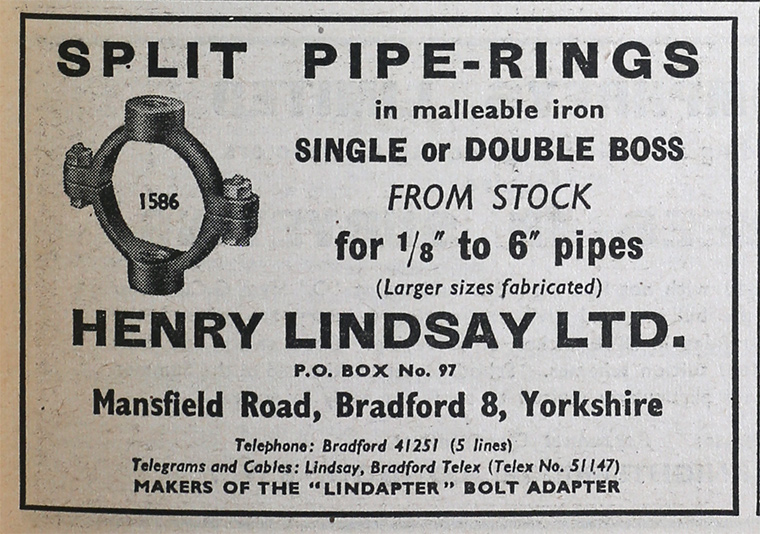 SPLIT PIPE-RINGS
in malleable iron
SINGLE or DOUBLE BOSS
1586
FROM STOCK
for 1/8″ to 6″ pipes
(Larger sizes fabricated)
HENRY LINDSAY LTD.
P.O. BOX No. 97
Mansfield Road, Bradford 8, Yorkshire
Telephone: Bradford 41251 (5 lines)
Telegrams and Cables: Lindsay, Bradford Telex (Telex No. 51147)
MAKERS OF THE "LINDAPTER" BOLT ADAPTER